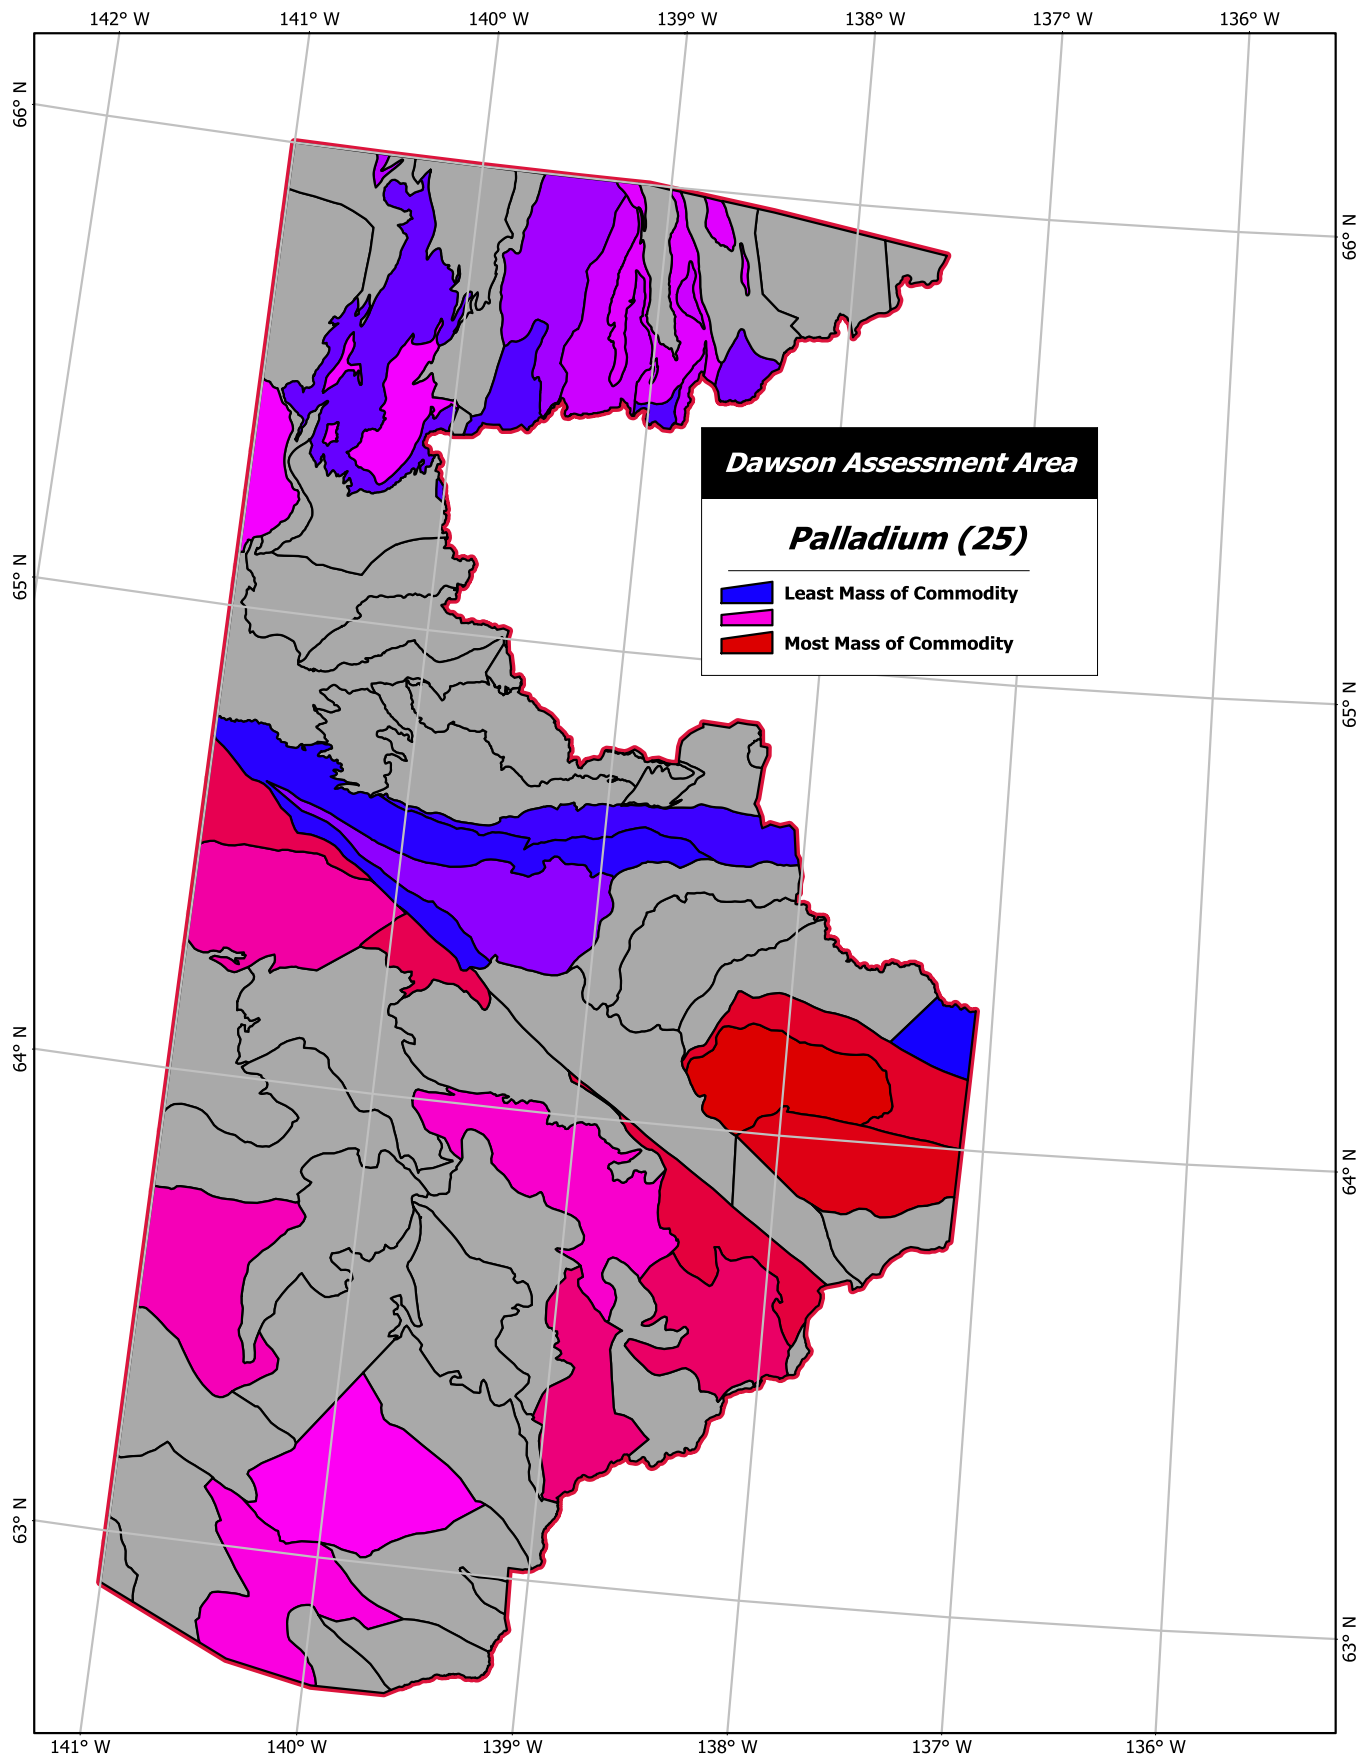 142° W 141° W 140° W 139° W 138° W 137° W 136° W
66° N
66° N
Dawson Assessment Area
Palladium (25)
Least Mass of Commodity
Most Mass of Commodity
65° N
65° N
64° N
64° N
63° N
63° N
141° W 140° W 139° W 138° W 137° W 136° W